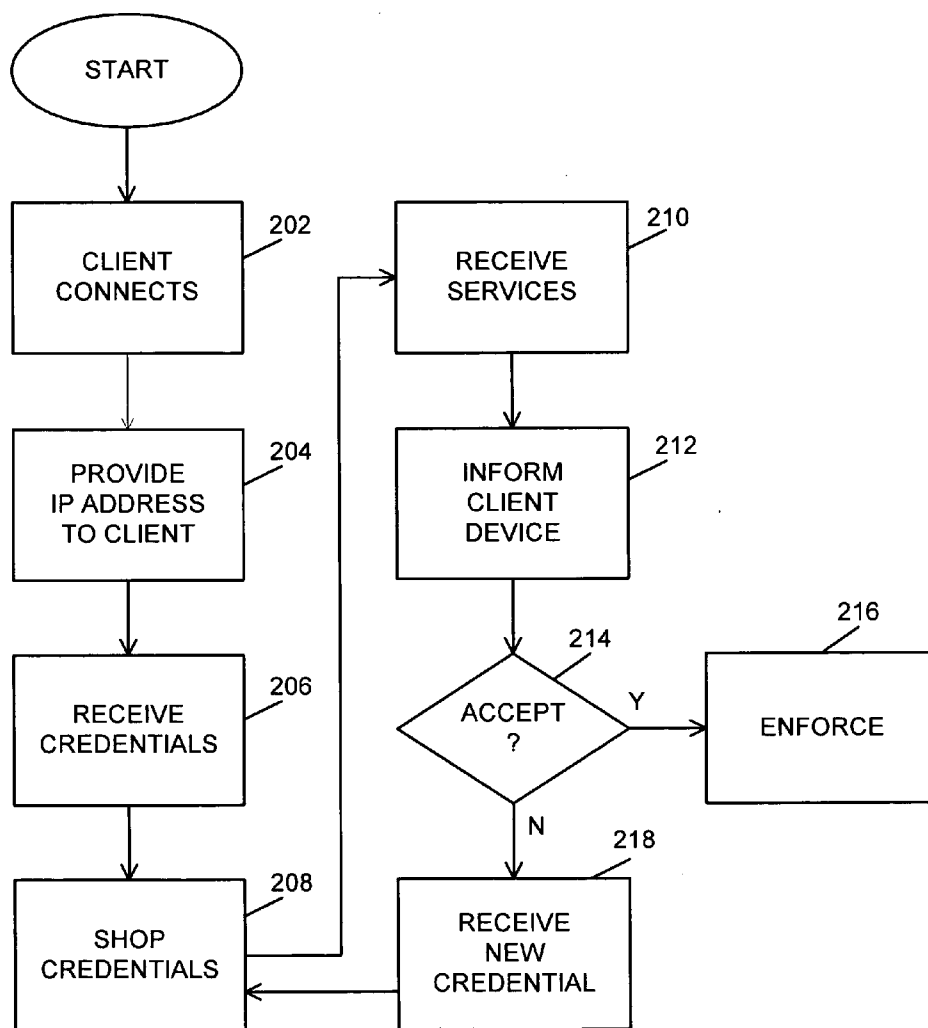 START
202
CLIENT
CONNECTS
204
PROVIDE
IP ADDRESS
TO CLIENT
206
RECEIVE
CREDENTIALS
208
SHOP
CREDENTIALS
210
RECEIVE
SERVICES
212
INFORM
CLIENT
DEVICE
214
ACCEPT
?
Y
N
216
ENFORCE
218
RECEIVE
NEW
CREDENTIAL